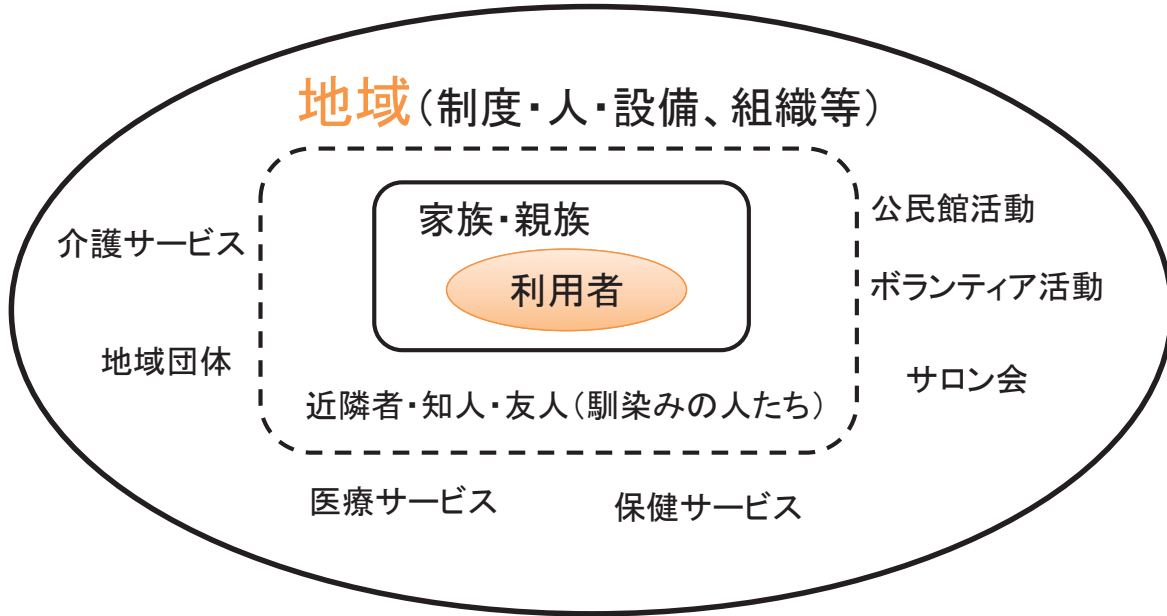 地域(制度・人・設備、組織等)
家族・親族
利用者
近隣者・知人・友人(馴染みの人たち)
介護サービス
地域団体
公民館活動
ボランティア活動
サロン会
医療サービス
保健サービス